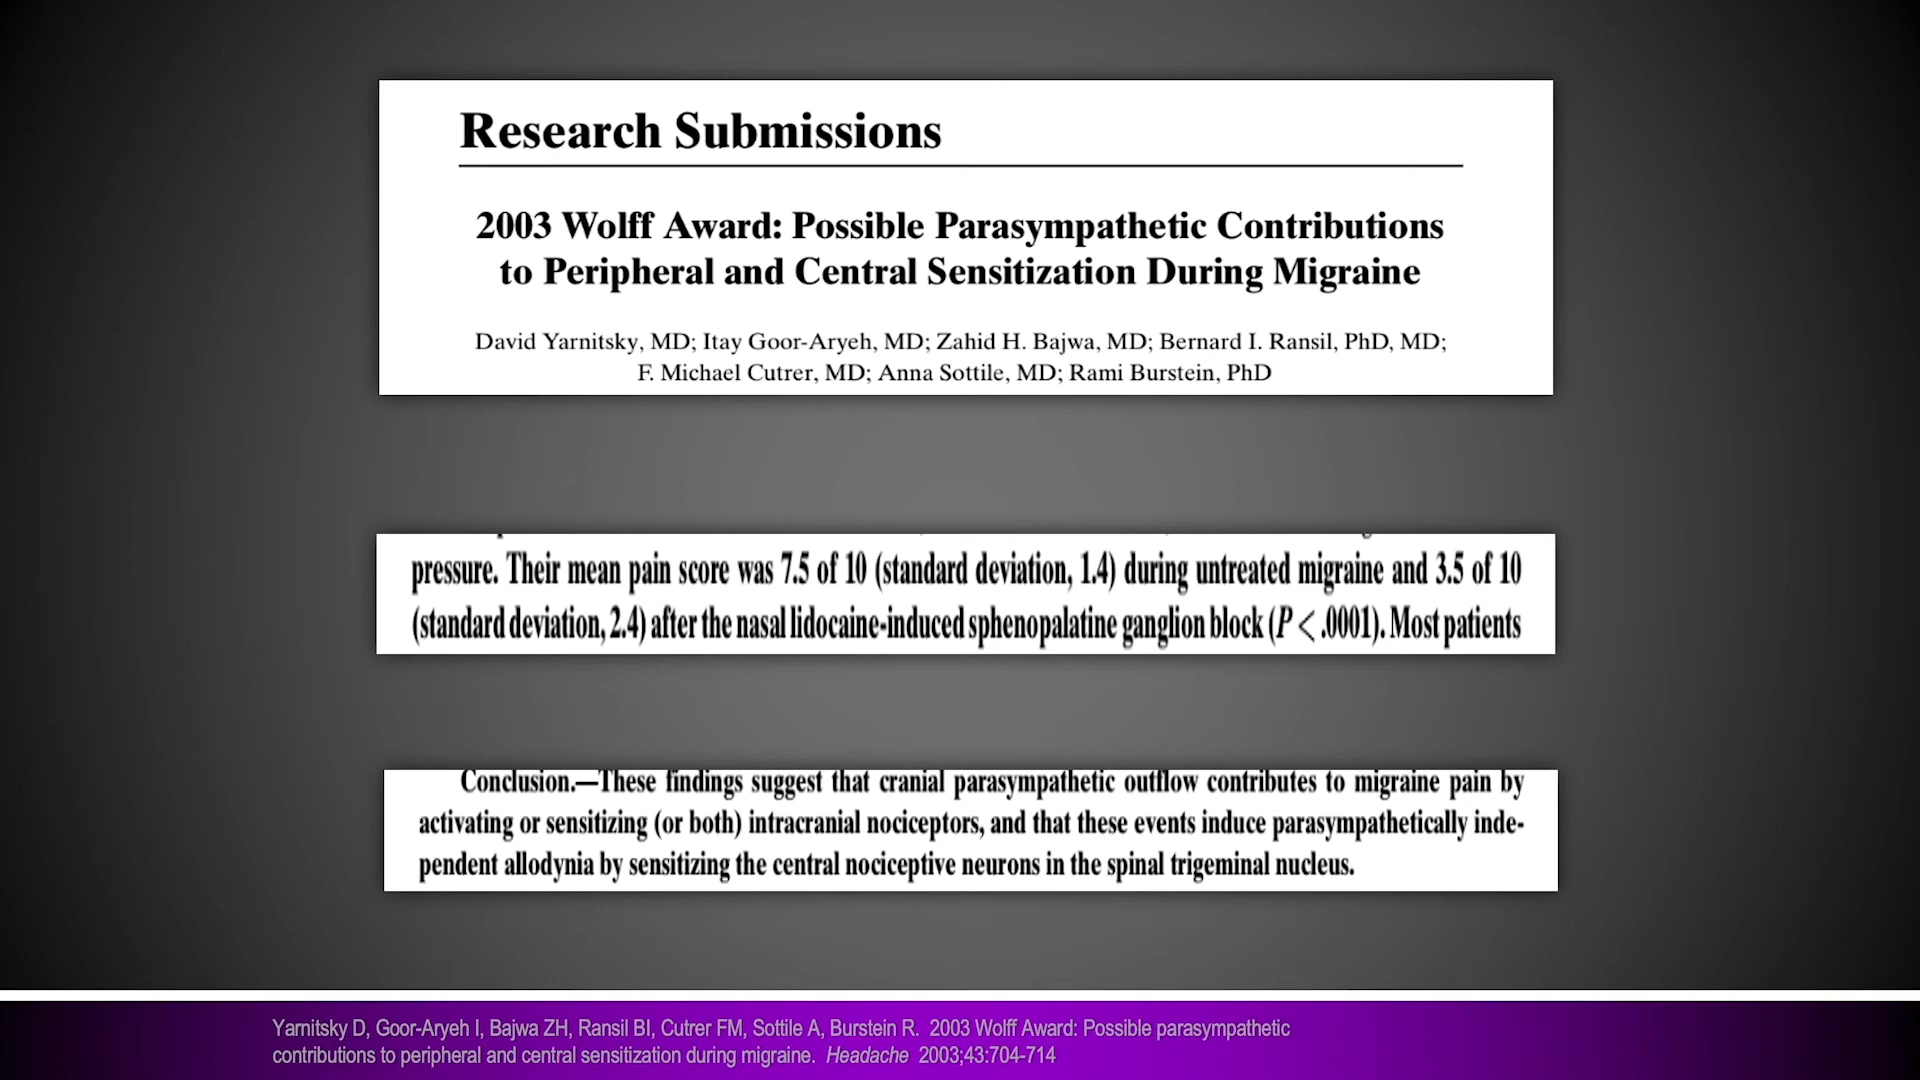 Research Submissions
2003 Wolff Award: Possible Parasympathetic Contributions
to Peripheral and Central Sensitization During Migraine
David Yarnitsky, MD; Itay Goor-Aryeh, MD; Zahid H. Bajwa, MD; Bernard I. Ransil, PhD, MD;
F. Michael Cutrer, MD; Anna Sottile, MD; Rami Burstein, PhD
pressure. Their mean pain score was 7.5 of 10 (standard deviation, 1.4) during untreated migraine and 3.5 of 10
(standard deviation, 2.4) after the nasal lidocaine-induced sphenopalatine ganglion block (P < .0001). Most patients
Conclusion.—These findings suggest that cranial parasympathetic outflow contributes to migraine pain by
activating or sensitizing (or both) intracranial nociceptors, and that these events induce parasympathetically inde-
pendent allodynia by sensitizing the central nociceptive neurons in the spinal trigeminal nucleus.
Yarnitsky D, Goor-Aryeh I, Bajwa ZH, Ransil BI, Cutrer FM, Sottile A, Burstein R. 2003 Wolff Award: Possible parasympathetic
contributions to peripheral and central sensitization during migraine. Headache 2003;43:704-714